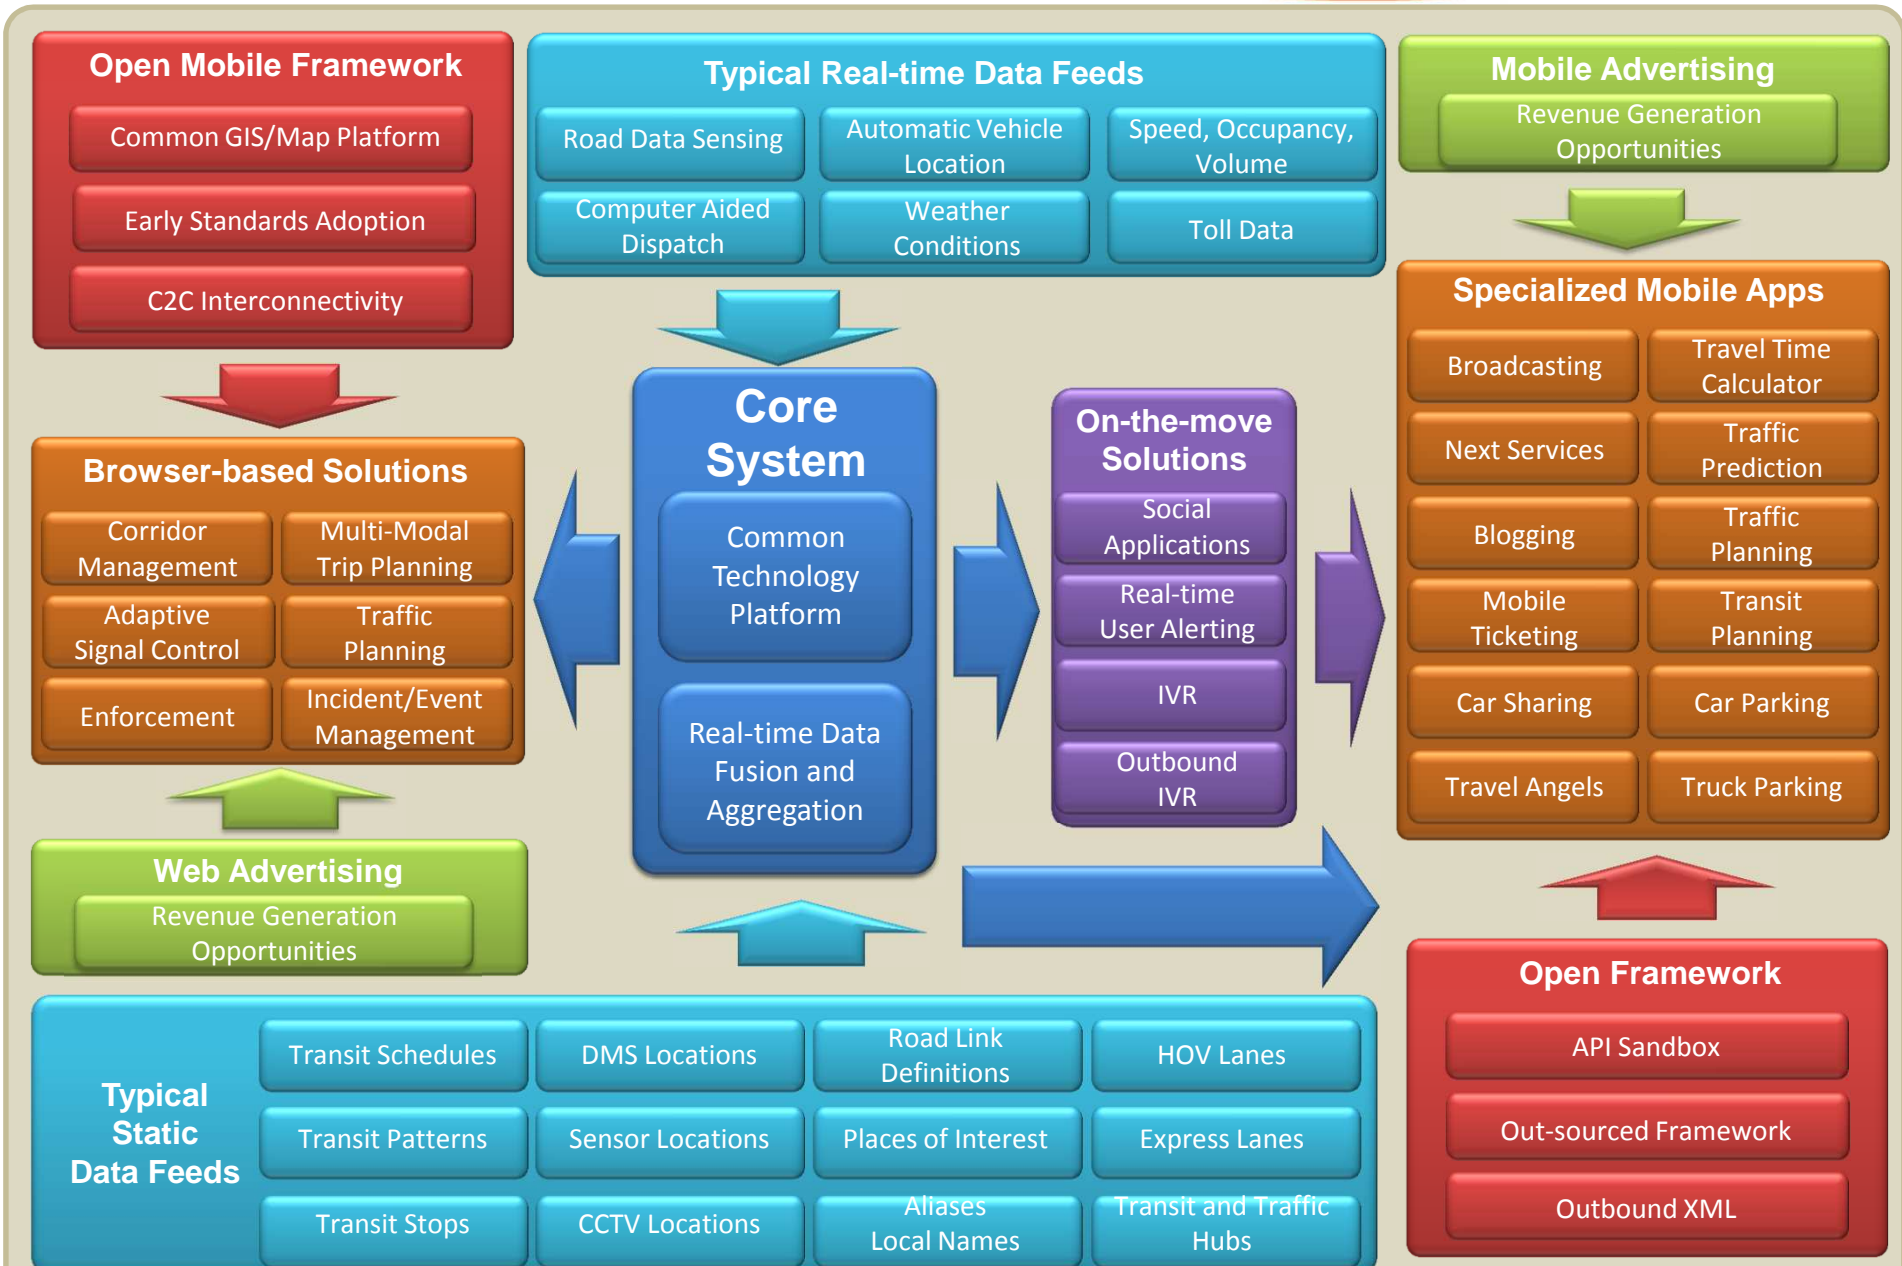 Open Mobile Framework
Common GIS/Map Platform
Early Standards Adoption
C2C Interconnectivity
Typical Real-time Data Feeds
Road Data Sensing
Automatic Vehicle
Location
Speed, Occupancy,
Volume
Computer Aided
Dispatch
Weather
Conditions
Toll Data
Mobile Advertising
Revenue Generation
Opportunities
Browser-based Solutions
Corridor
Management
Multi-Modal
Trip Planning
Adaptive
Signal Control
Traffic
Planning
Enforcement
Incident/Event
Management
Core
System
Common
Technology
Platform
Real-time Data
Fusion and
Aggregation
On-the-move
Solutions
Social
Applications
Real-time
User Alerting
IVR
Outbound
IVR
Specialized Mobile Apps
Broadcasting
Travel Time
Calculator
Next Services
Traffic
Prediction
Blogging
Traffic
Planning
Mobile
Ticketing
Transit
Planning
Car Sharing
Car Parking
Travel Angels
Truck Parking
Web Advertising
Revenue Generation
Opportunities
Typical
Static
Data Feeds
Transit Schedules
DMS Locations
Road Link
Definitions
HOV Lanes
Transit Patterns
Sensor Locations
Places of Interest
Express Lanes
Transit Stops
CCTV Locations
Aliases
Local Names
Transit and Traffic
Hubs
Open Framework
API Sandbox
Out-sourced Framework
Outbound XML